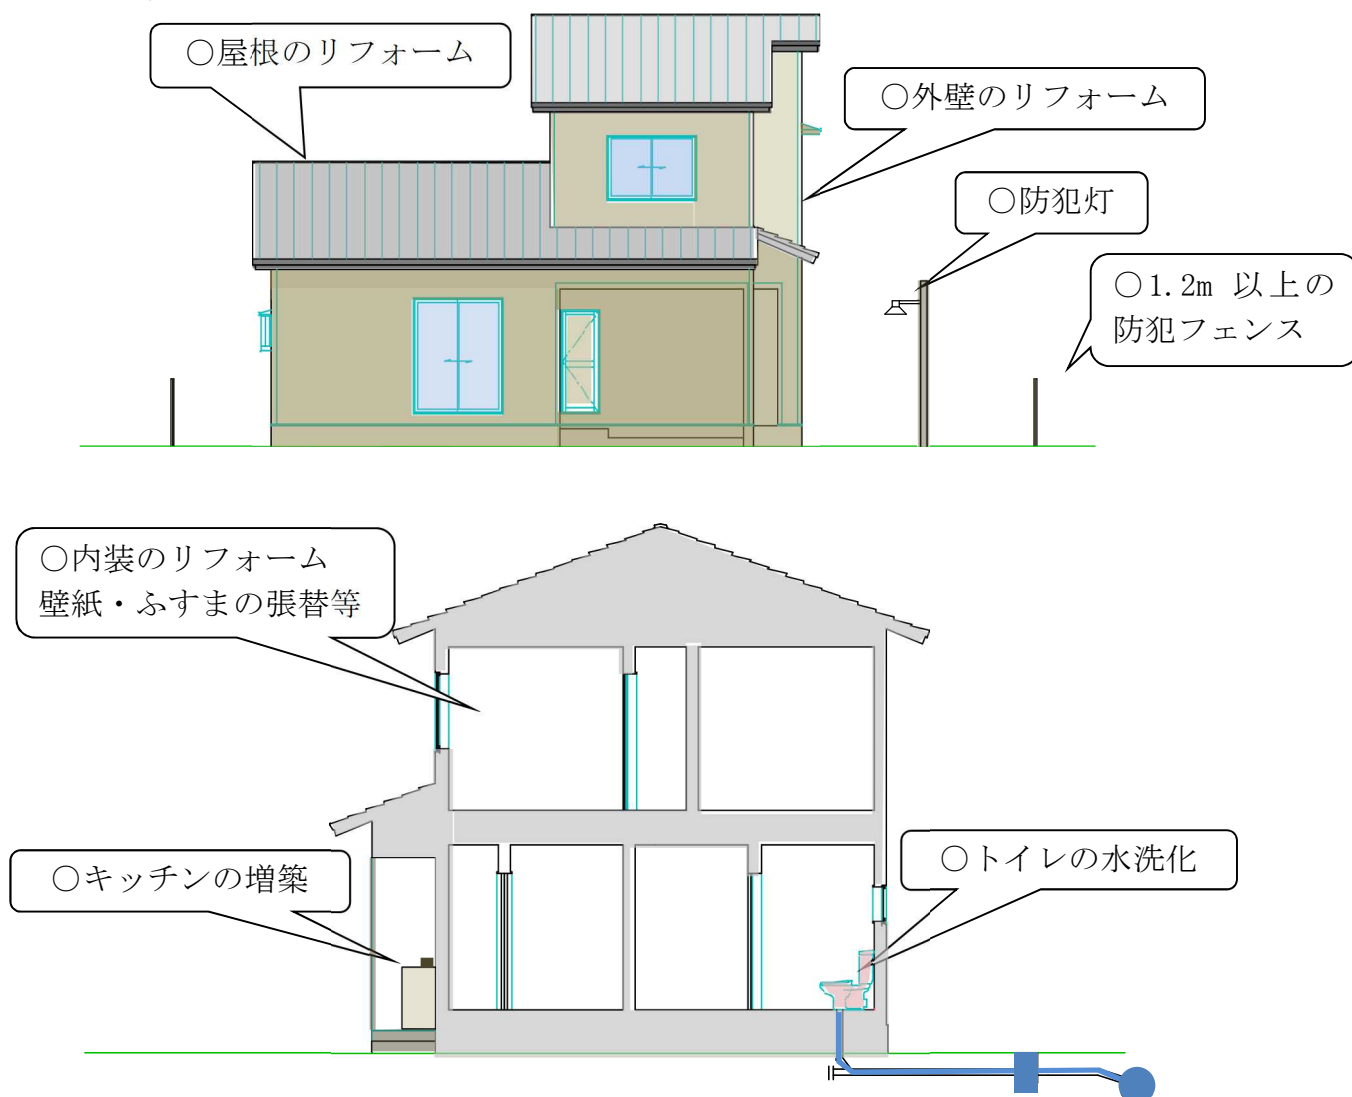 ○屋根のリフォーム
○外壁のリフォーム
○防犯灯
○1.2m 以上の
防犯フェンス
○内装のリフォーム
壁紙・ふすまの張替等
○キッチンの増築
○トイレの水洗化